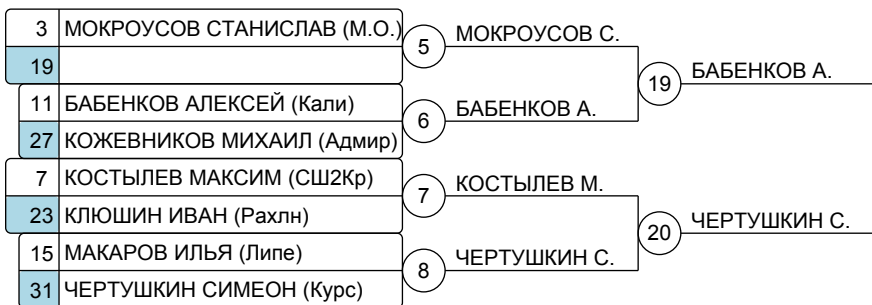 3 МОКРОУСОВ СТАНИСЛАВ (М.О.)
5 МОКРОУСОВ С.
19
19 БАБЕНКОВ А.
11 БАБЕНКОВ АЛЕКСЕЙ (Кали)
6 БАБЕНКОВ А.
27 КОЖЕВНИКОВ МИХАИЛ (Адмир)
7 КОСТЫЛЕВ МАКСИМ (СШ2Кр)
7 КОСТЫЛЕВ М.
23 КЛЮШИН ИВАН (Рахлн)
20 ЧЕРТУШКИН С.
15 МАКАРОВ ИЛЬЯ (Липе)
8 ЧЕРТУШКИН С.
31 ЧЕРТУШКИН СИМЕОН (Курс)